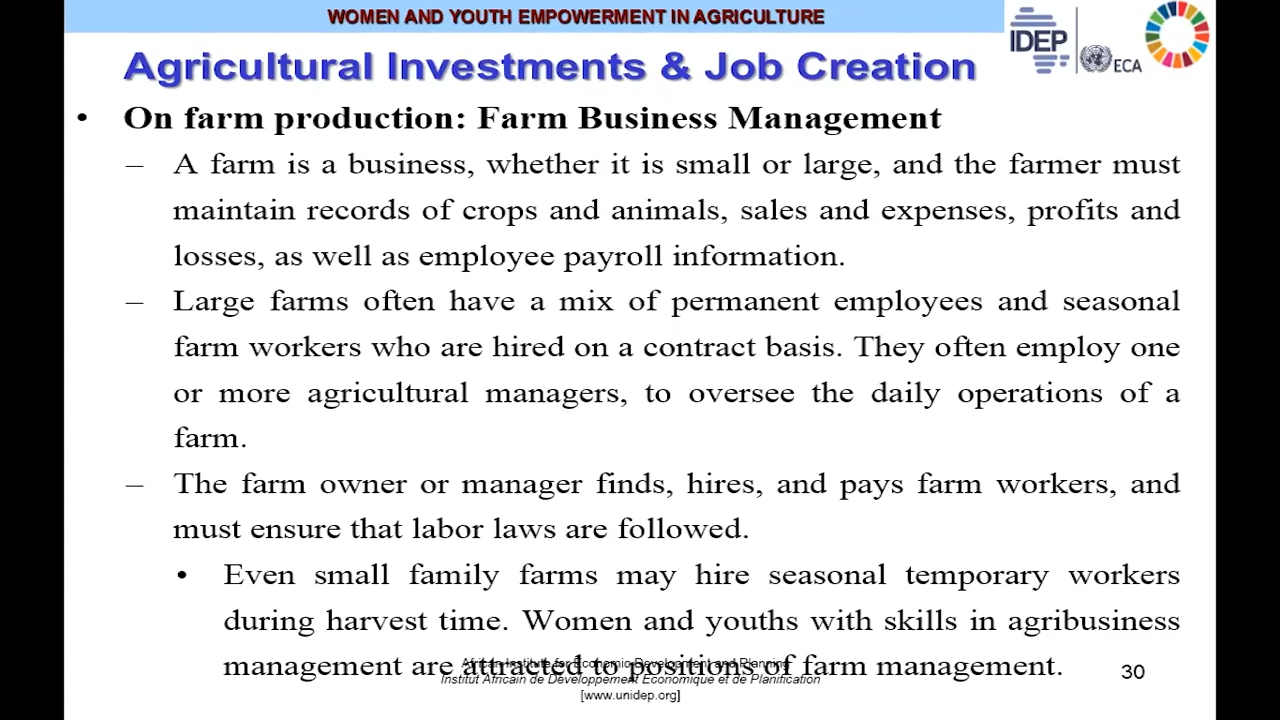 WOMEN AND YOUTH EMPOWERMENT IN AGRICULTURE
IDEP
ECA
Agricultural Investments & Job Creation
• On farm production: Farm Business Management
– A farm is a business, whether it is small or large, and the farmer must
maintain records of crops and animals, sales and expenses, profits and
losses, as well as employee payroll information.
– Large farms often have a mix of permanent employees and seasonal
farm workers who are hired on a contract basis. They often employ one
or more agricultural managers, to oversee the daily operations of a
farm.
– The farm owner or manager finds, hires, and pays farm workers, and
must ensure that labor laws are followed.
• Even small family farms may hire seasonal temporary workers
during harvest time. Women and youths with skills in agribusiness
management are attracted to positions of farm management.
African Institute for Economic Development and Planning
Institut Africain de Développement Economique et de Planification
[www.unidep.org]
30